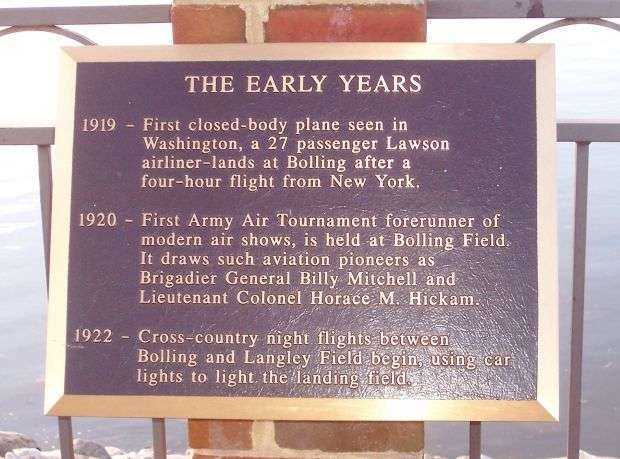 THE EARLY YEARS
1919 - First closed-body plane seen in
Washington, a 27 passenger Lawson
airliner-lands at Bolling after a
four-hour flight from New York.
1920 - First Army Air Tournament forerunner of
modern air shows, is held at Bolling Field.
It draws such aviation pioneers as
Brigadier General Billy Mitchell and
Lieutenant Colonel Horace M. Hickam.
1922 - Cross-country night flights between
Bolling and Langley Field begin, using car
lights to light the landing field.